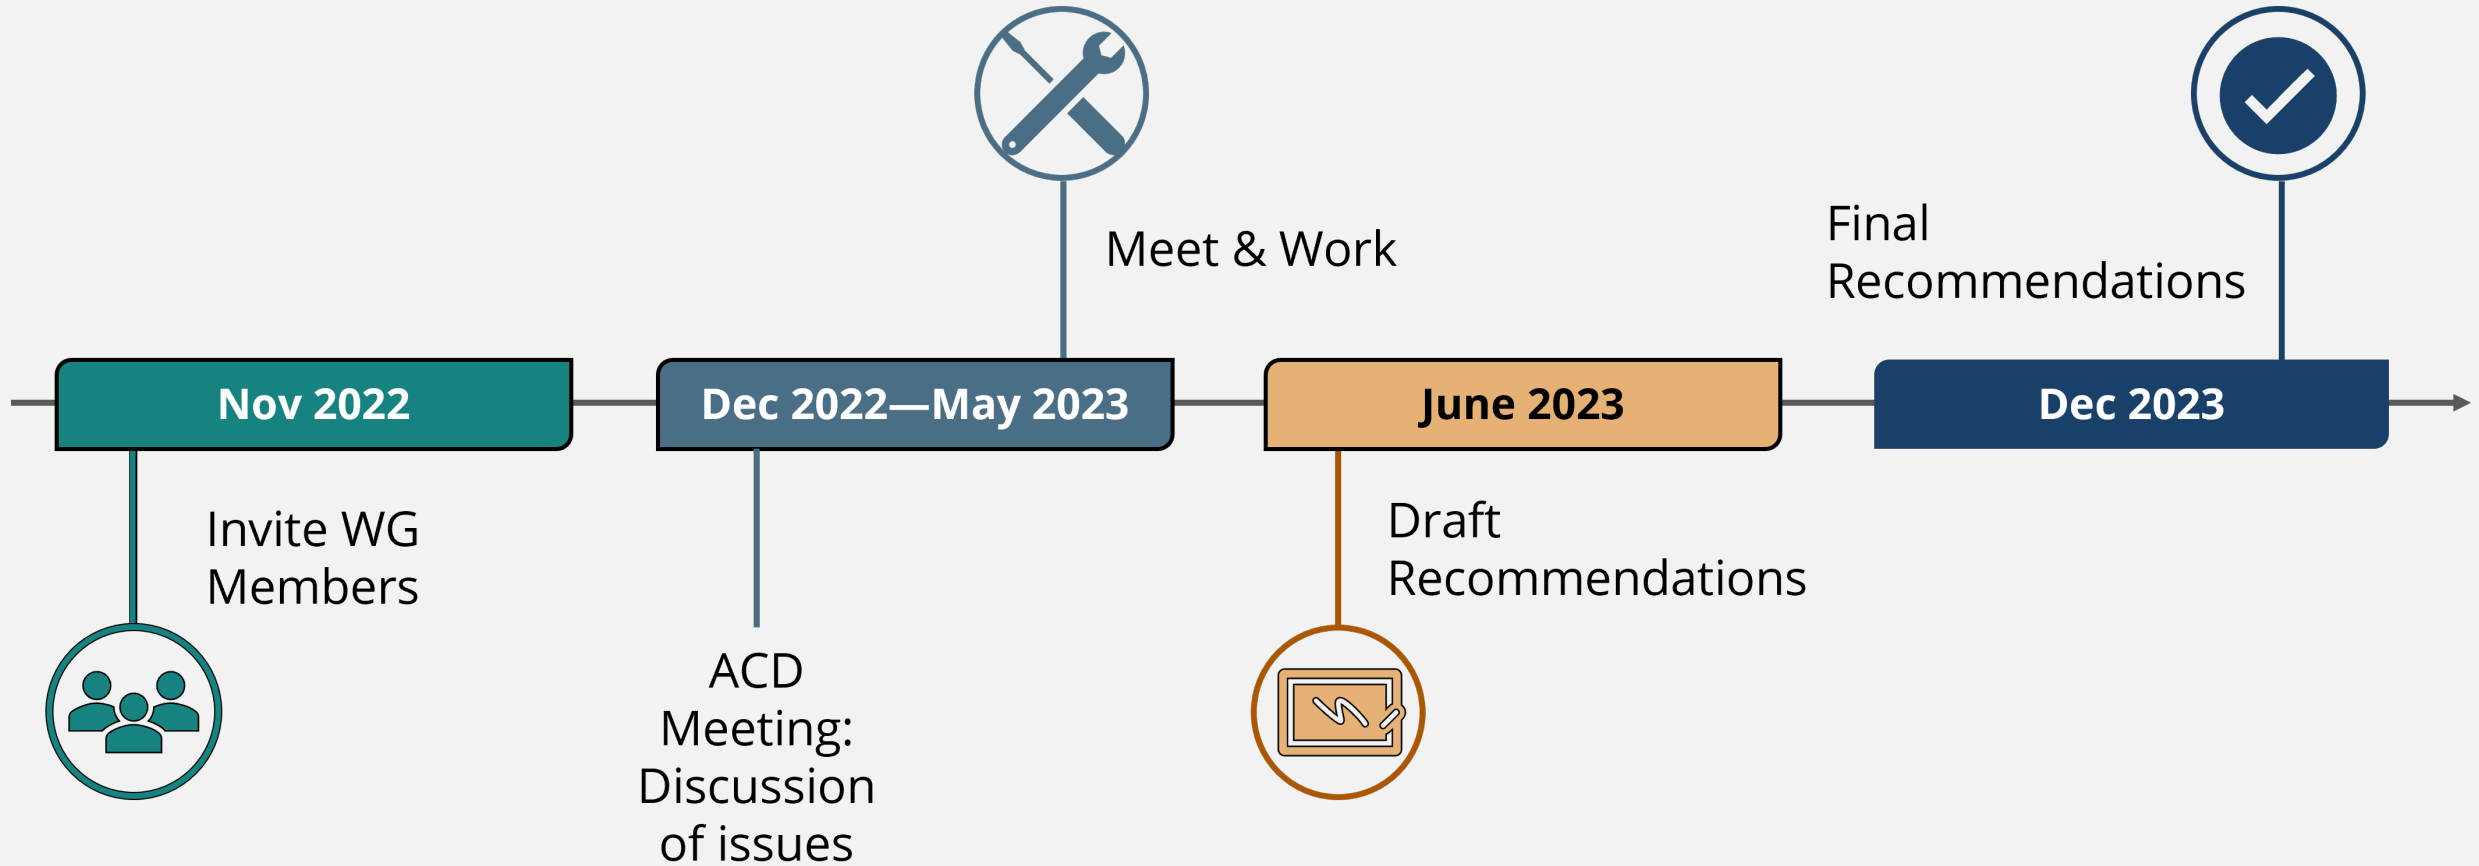 Meet & Work
Final
Recommendations
Nov 2022
Dec 2022—May 2023
June 2023
Dec 2023
Invite WG
Members
ACD
Meeting:
Discussion
of issues
Draft
Recommendations